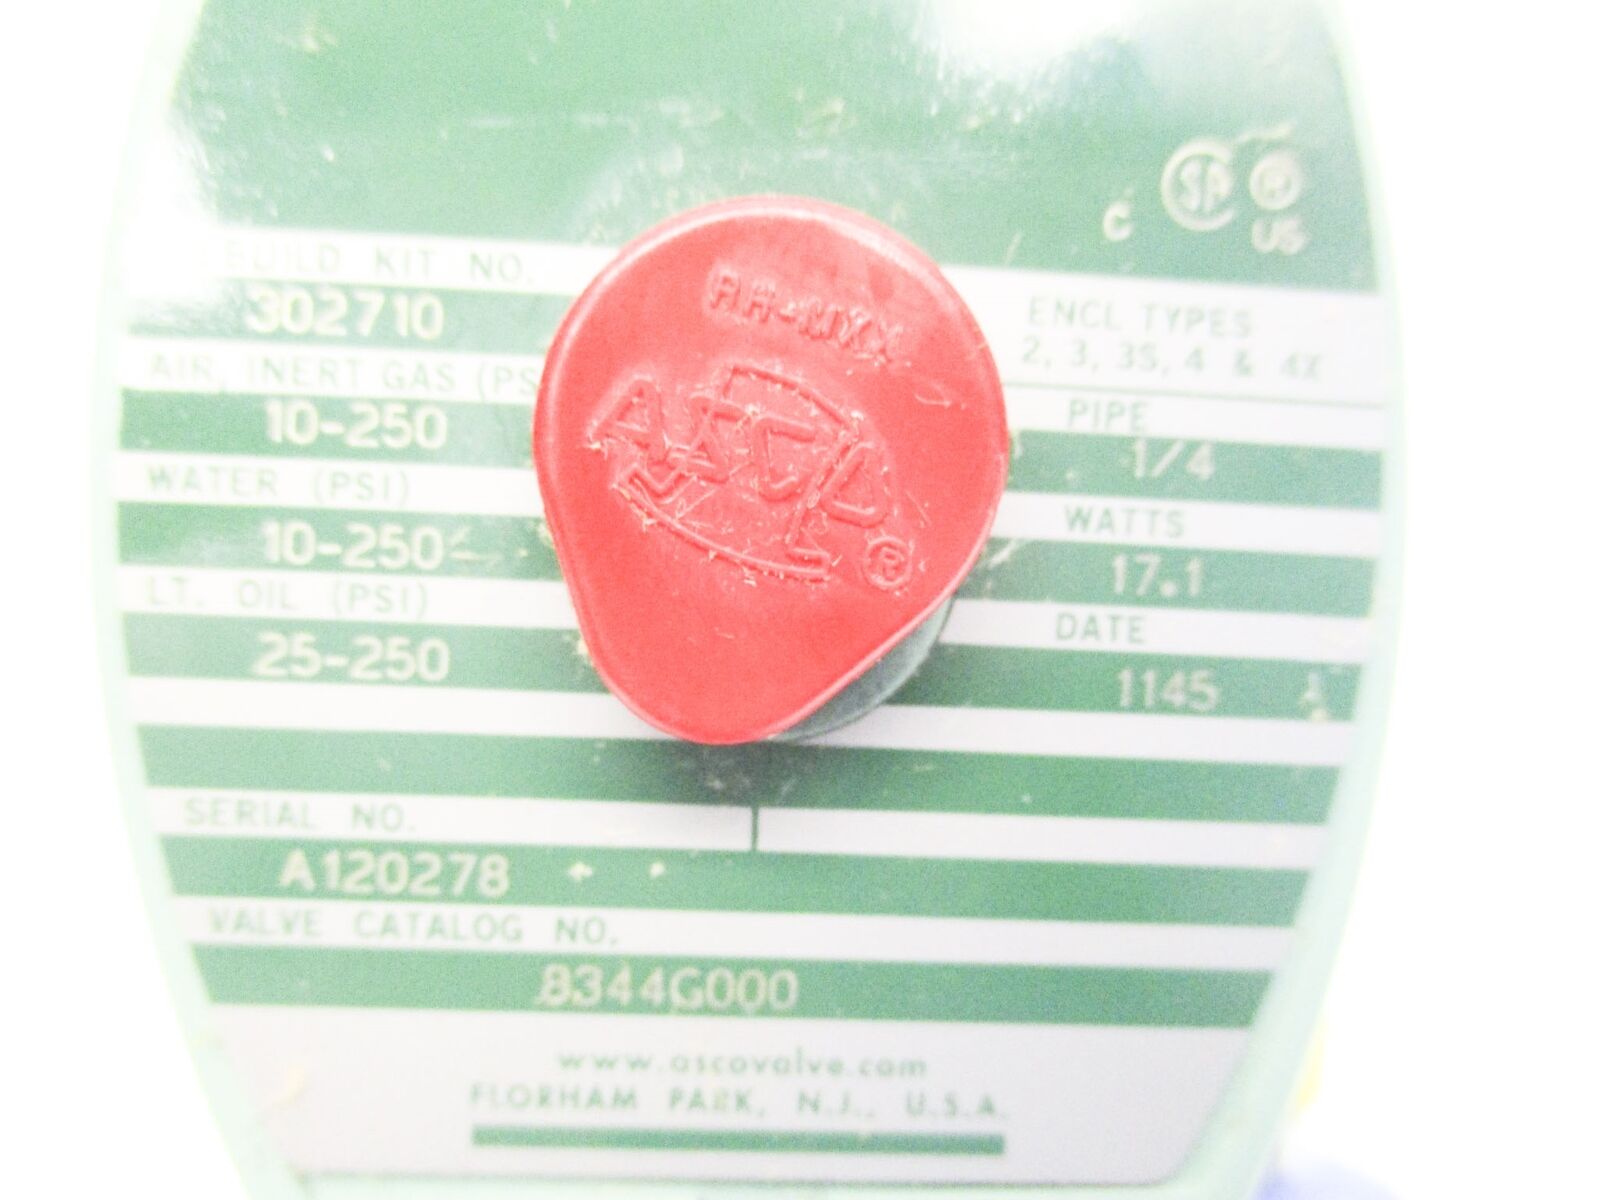 C SA ® US
BUILD KIT NO.
302710
AIR, INERT GAS (PS
10-250
WATER (PSI)
10-250
LT. OIL (PSI)
25-250
ASCO ®
ENCL TYPES
2, 3, 3S, 4 & 4X
PIPE
1/4
WATTS
17.1
DATE
1145
SERIAL NO.
A120278
VALVE CATALOG NO.
8344G000
www.ascovalve.com
FLORHAM PARK, N.J., U.S.A.